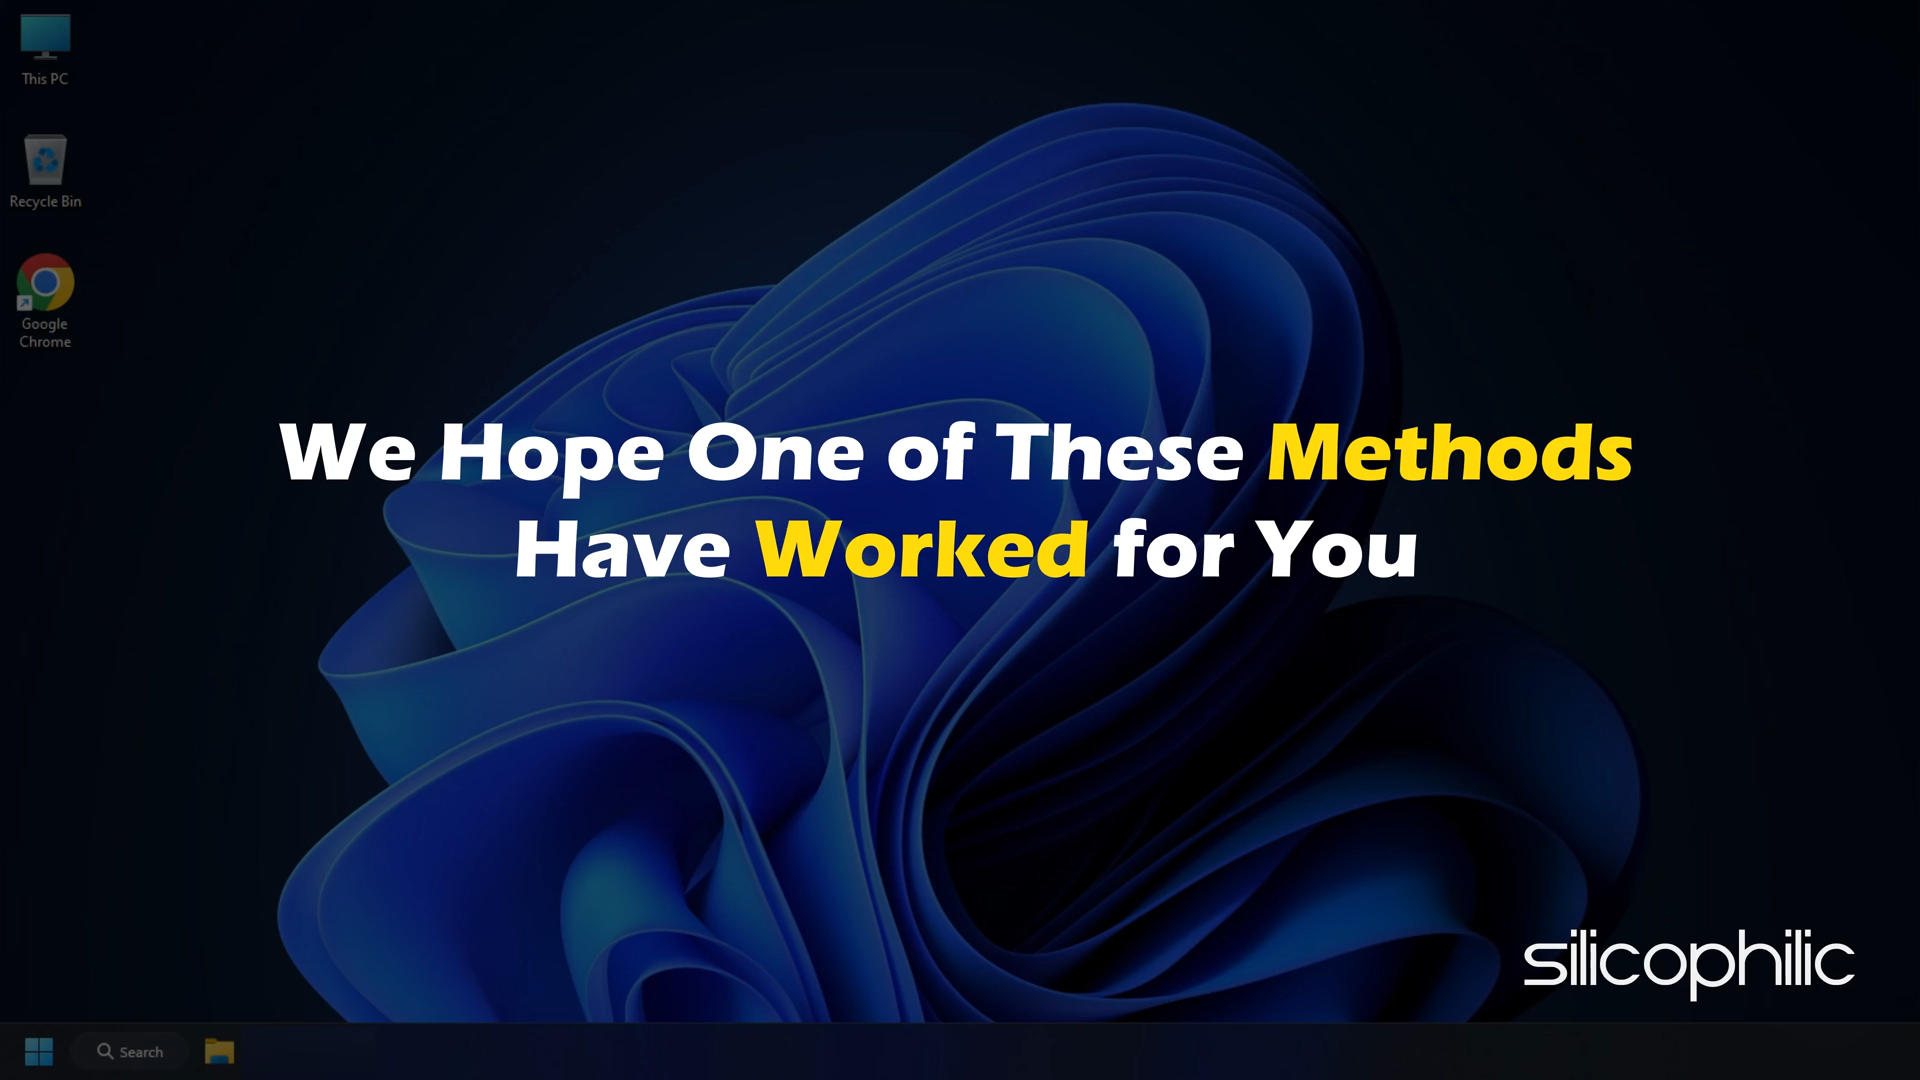 This PC
Recycle Bin
Google
Chrome
We Hope One of These Methods
Have Worked for You
silicophilic
Search